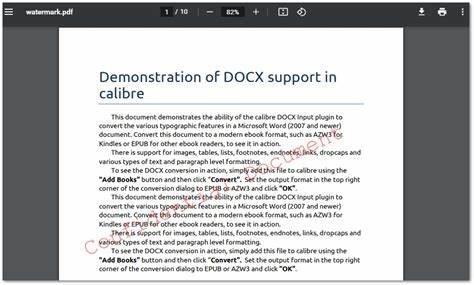 watermark.pdf
1 / 10
82%
Demonstration of DOCX support in
calibre
This document demonstrates the ability of the calibre DOCX Input plugin to
convert the various typographic features in a Microsoft Word (2007 and newer)
document. Convert this document to a modern ebook format, such as AZW3 for
Kindles or EPUB for other ebook readers, to see it in action.
There is support for images, tables, lists, footnotes, endnotes, links, dropcaps and
various types of text and paragraph level formatting.
To see the DOCX conversion in action, simply add this file to calibre using the
"Add Books" button and then click "Convert". Set the output format in the top right
corner of the conversion dialog to EPUB or AZW3 and click "OK".
This document demonstrates the ability of the calibre DOCX Input plugin to
convert the various typographic features in a Microsoft Word (2007 and newer)
document. Convert this document to a modern ebook format, such as AZW3 for
Kindles or EPUB for other ebook readers, to see it in action.
There is support for images, tables, lists, footnotes, endnotes, links, dropcaps and
various types of text and paragraph level formatting.
To see the DOCX conversion in action, simply add this file to calibre using the
"Add Books" button and then click "Convert". Set the output format in the top right
corner of the conversion dialog to EPUB or AZW3 and click "OK".
Confidential Document